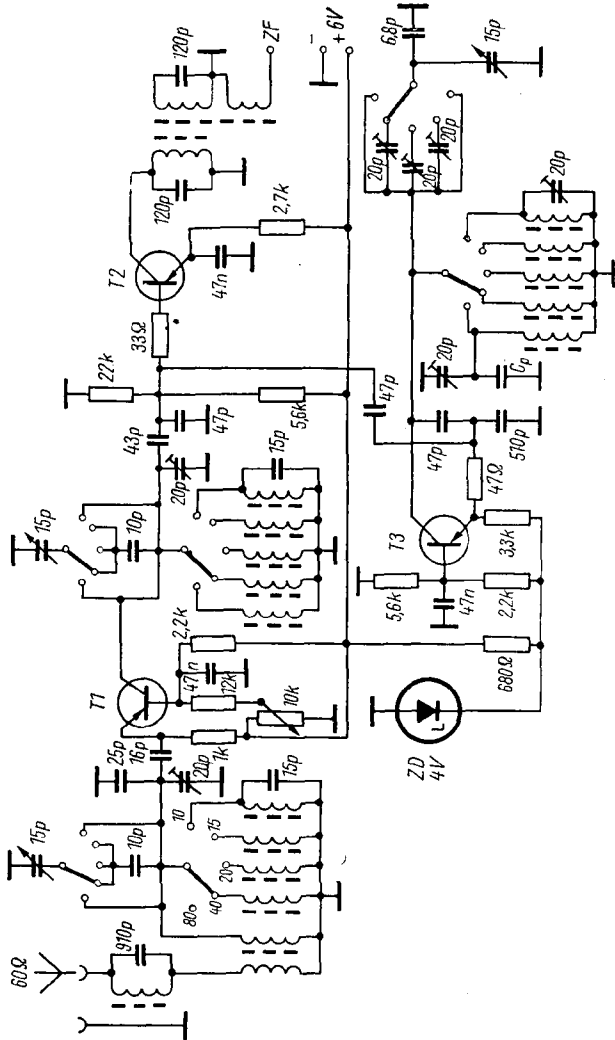 60Ω
910p
15p
10p
80
40
20
15
10
25p
16p
20p
15p
1k
T1
47n
12k
10k
2,2k
15p
10p
20p
15p
43p
47p
22k
5,6k
33Ω
T2
47n
2,7k
120p
120p
ZF
-
+6V
ZD
4V
680Ω
5,6k
47n
2,2k
T3
3,3k
47Ω
47p
47p
510p
20p
Cp
20p
20p
20p
20p
6,8p
15p